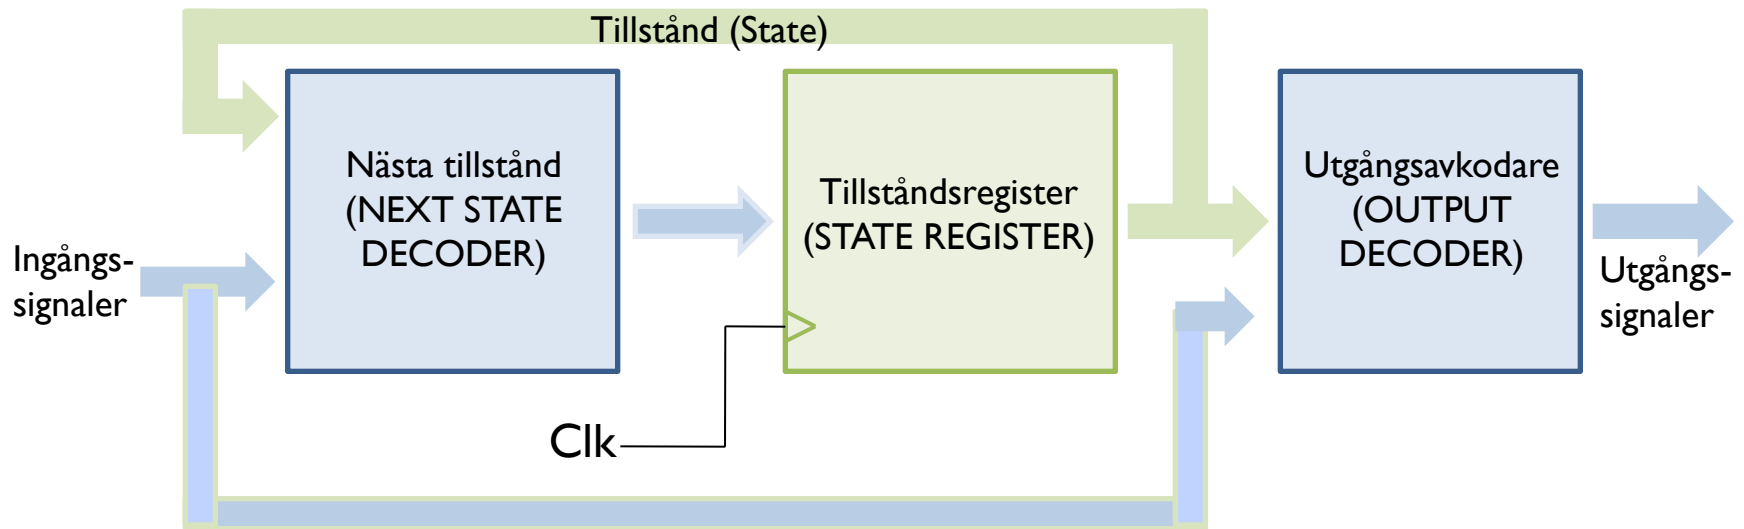 Tillstånd (State)
Nästa tillstånd
(NEXT STATE
DECODER)
Tillståndsregister
(STATE REGISTER)
Utgångsavkodare
(OUTPUT
DECODER)
Ingångs-
signaler
Utgångs-
signaler
Clk